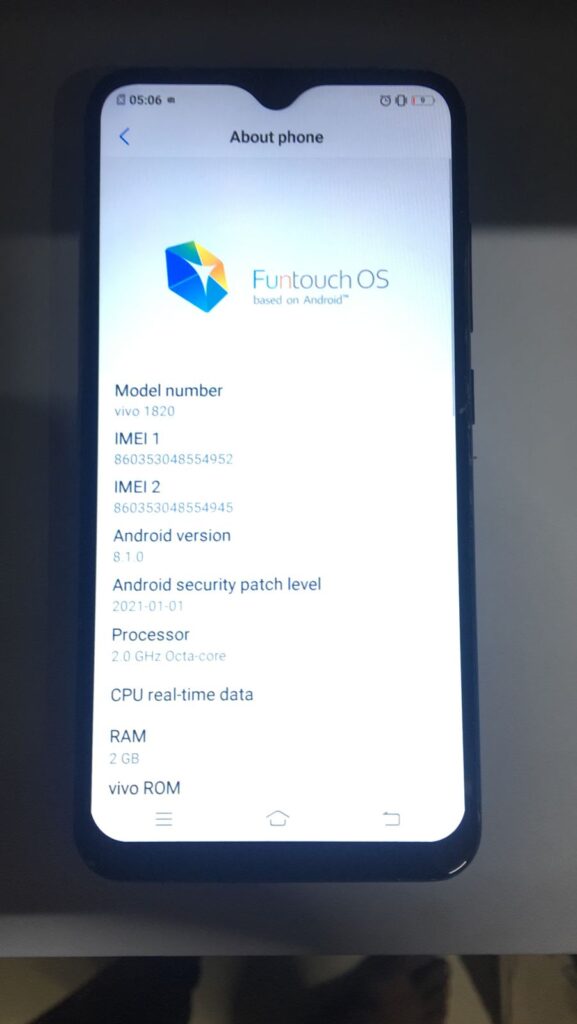 05:06
9
About phone
Funtouch OS
based on Android™
Model number
vivo 1820
IMEI 1
860353048554952
IMEI 2
860353048554945
Android version
8.1.0
Android security patch level
2021-01-01
Processor
2.0 GHz Octa-core
CPU real-time data
RAM
2 GB
vivo ROM